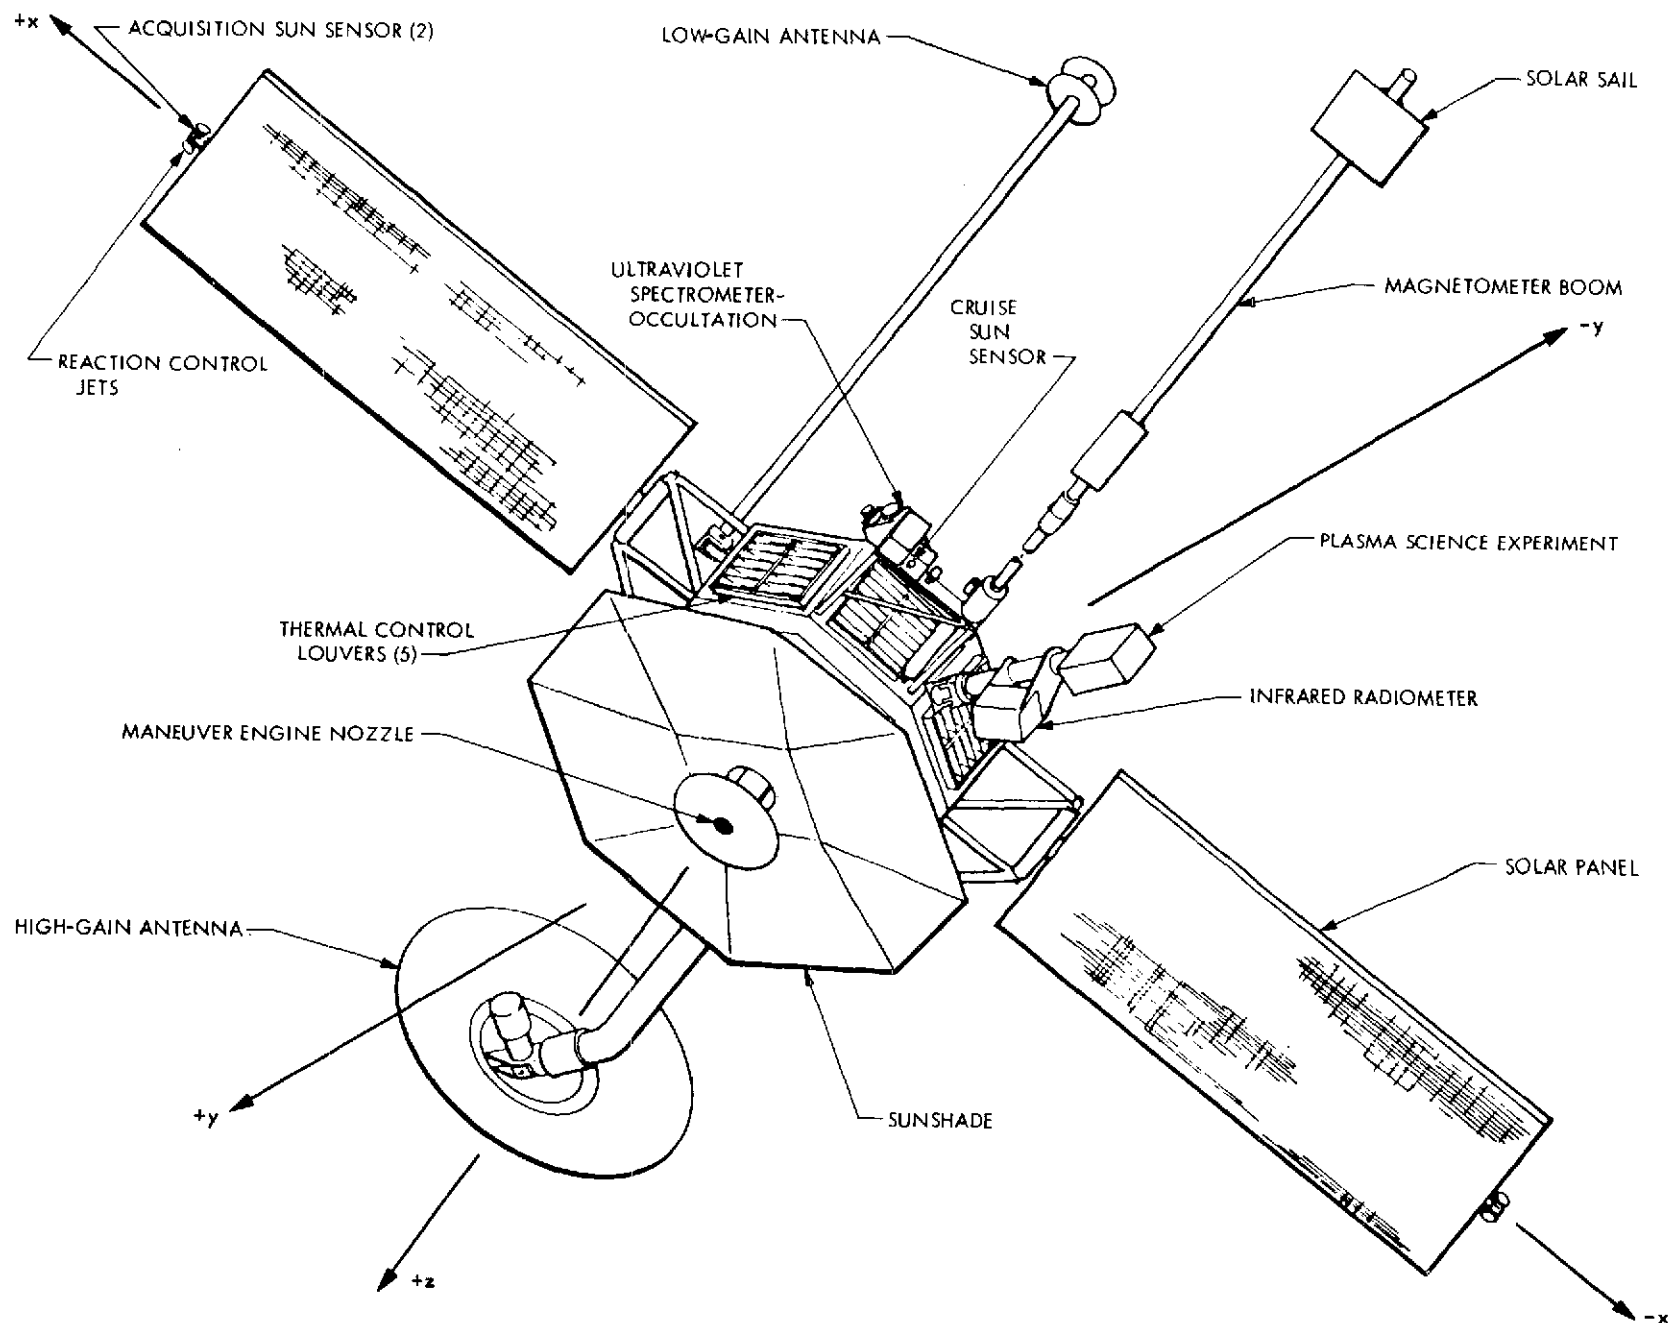 +x
ACQUISITION SUN SENSOR (2)
LOW-GAIN ANTENNA
SOLAR SAIL
ULTRAVIOLET
SPECTROMETER-
OCCULTATION
CRUISE
SUN
SENSOR
MAGNETOMETER BOOM
-y
REACTION CONTROL
JETS
PLASMA SCIENCE EXPERIMENT
THERMAL CONTROL
LOUVERS (5)
INFRARED RADIOMETER
MANEUVER ENGINE NOZZLE
SOLAR PANEL
HIGH-GAIN ANTENNA
+y
SUNSHADE
+z
-x